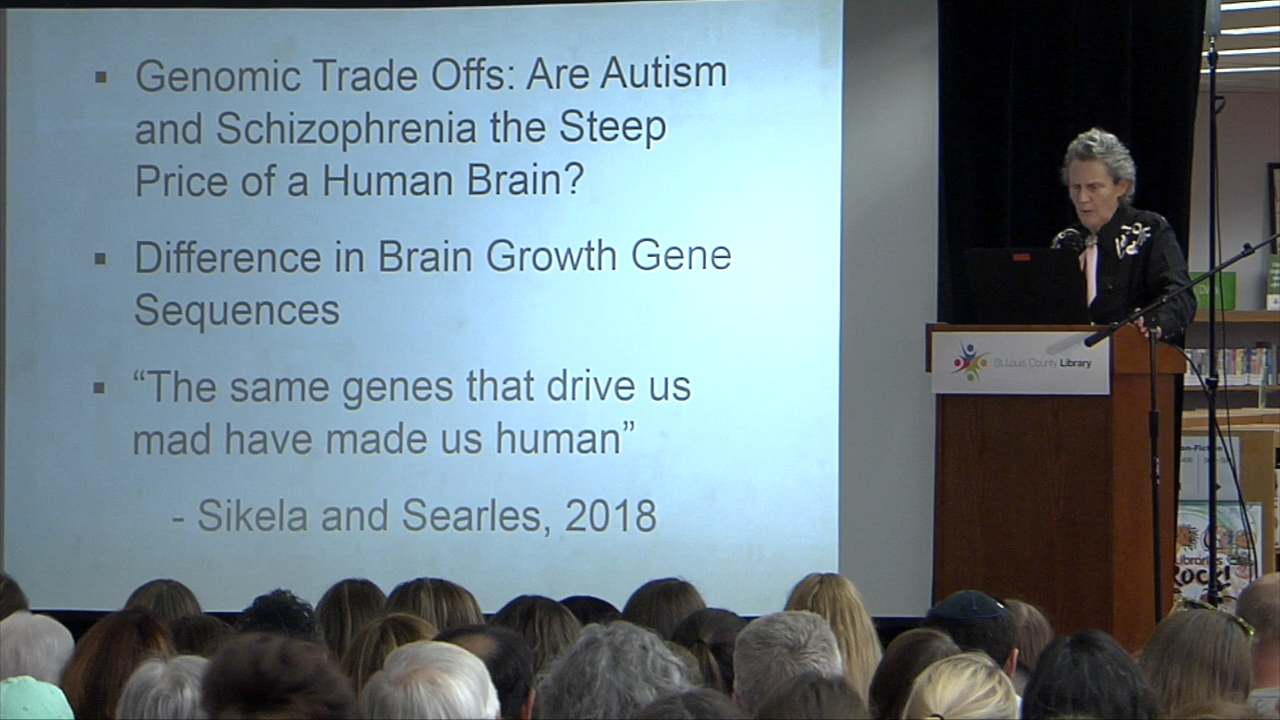 ▪ Genomic Trade Offs: Are Autism
and Schizophrenia the Steep
Price of a Human Brain?
▪ Difference in Brain Growth Gene
Sequences
▪ “The same genes that drive us
mad have made us human”
- Sikela and Searles, 2018
St. Louis County Library
Libraries
Rock!